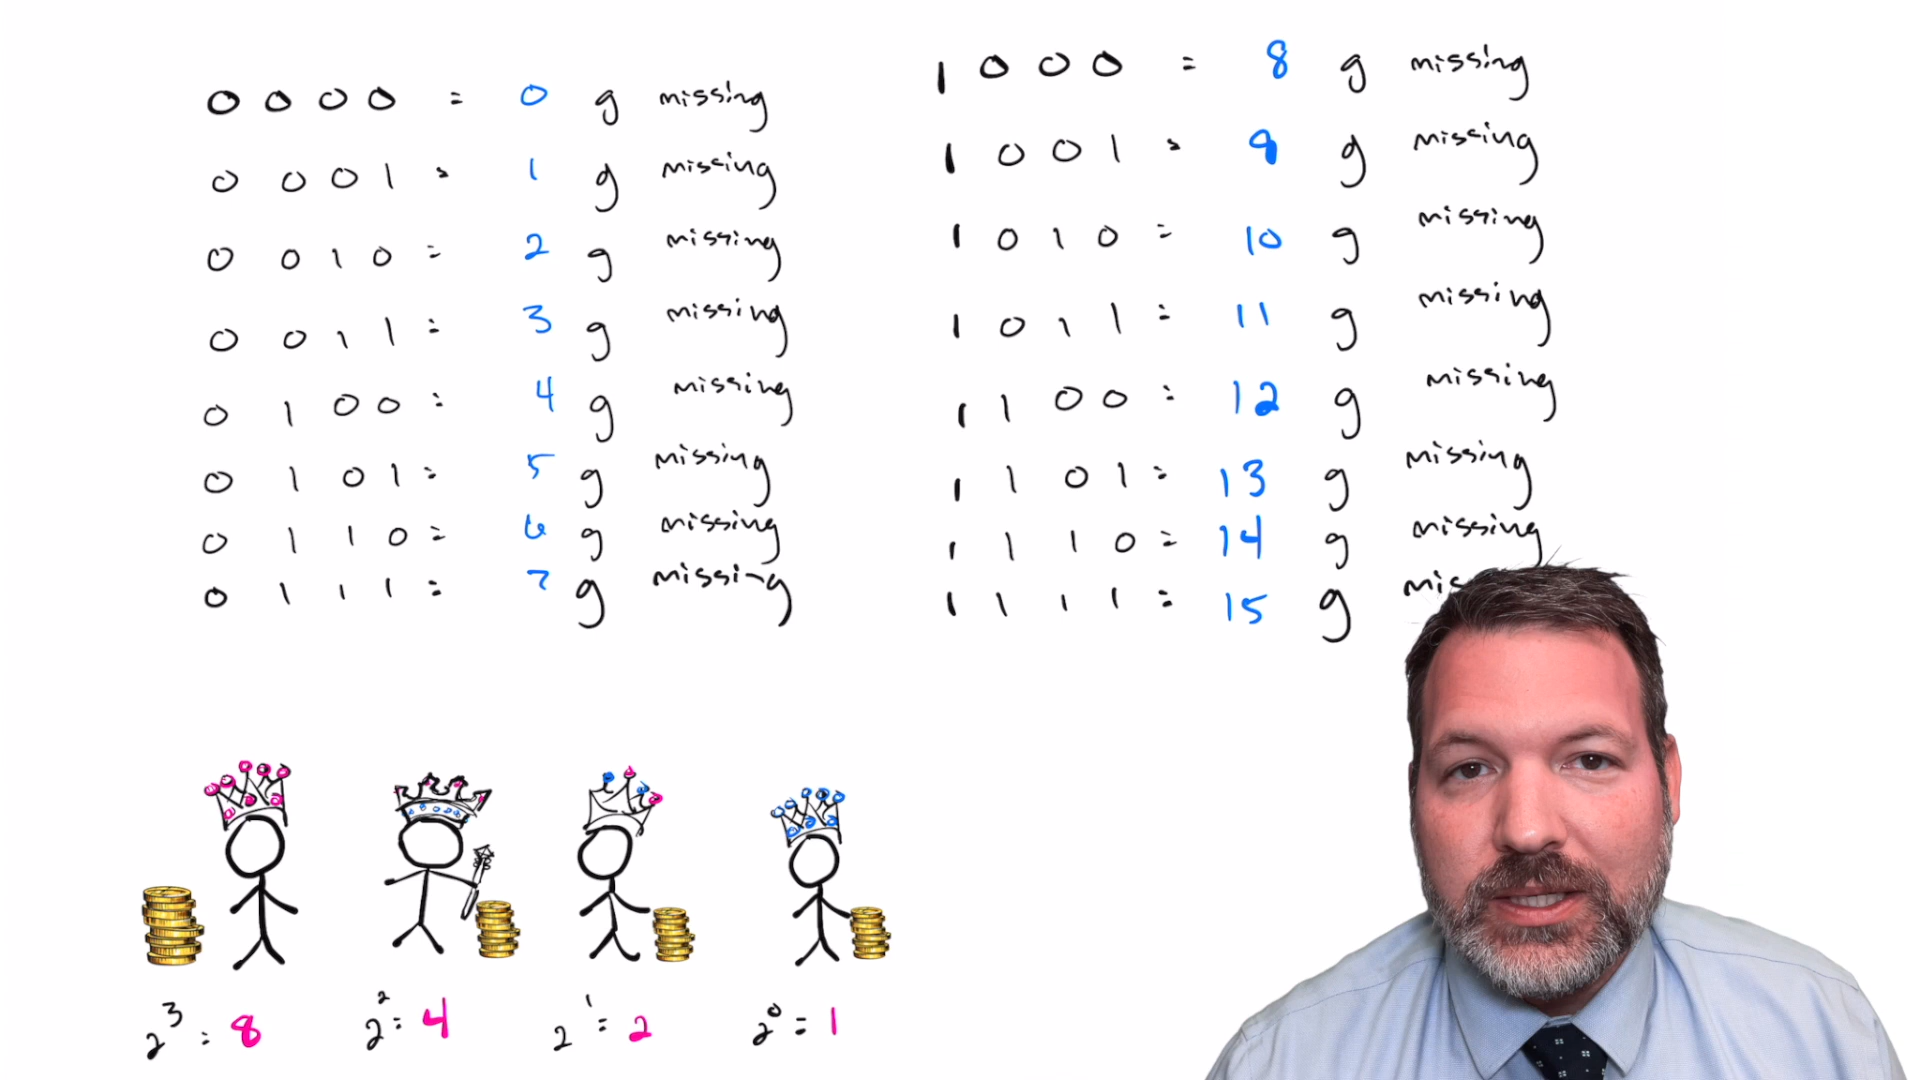 0 0 0 0 = 0 g missing
0 0 0 1 = 1 g missing
0 0 1 0 = 2 g missing
0 0 1 1 = 3 g missing
0 1 0 0 = 4 g missing
0 1 0 1 = 5 g missing
0 1 1 0 = 6 g missing
0 1 1 1 = 7 g missing
1 0 0 0 = 8 g missing
1 0 0 1 = 9 g missing
1 0 1 0 = 10 g missing
1 0 1 1 = 11 g missing
1 1 0 0 = 12 g missing
1 1 0 1 = 13 g missing
1 1 1 0 = 14 g missing
1 1 1 1 = 15 g mis
2³ = 8 2² = 4 2¹ = 2 2⁰ = 1